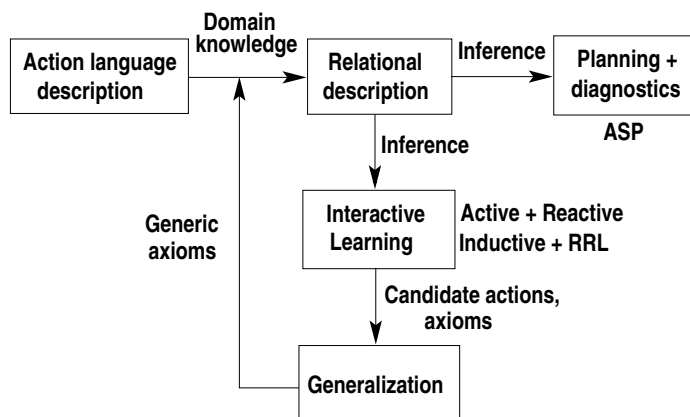 Domain
knowledge
Action language
description
Relational
description
Inference
Planning +
diagnostics
ASP
Inference
Generic
axioms
Interactive
Learning
Active + Reactive
Inductive + RRL
Candidate actions,
axioms
Generalization